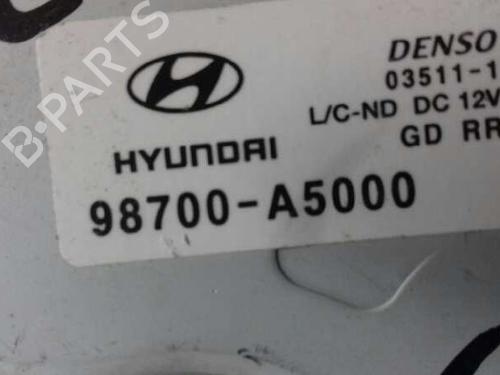 DENSO
03511-1
L/C-ND DC 12V
GD RR
HYUNDAI
98700-A5000
B-PARTS